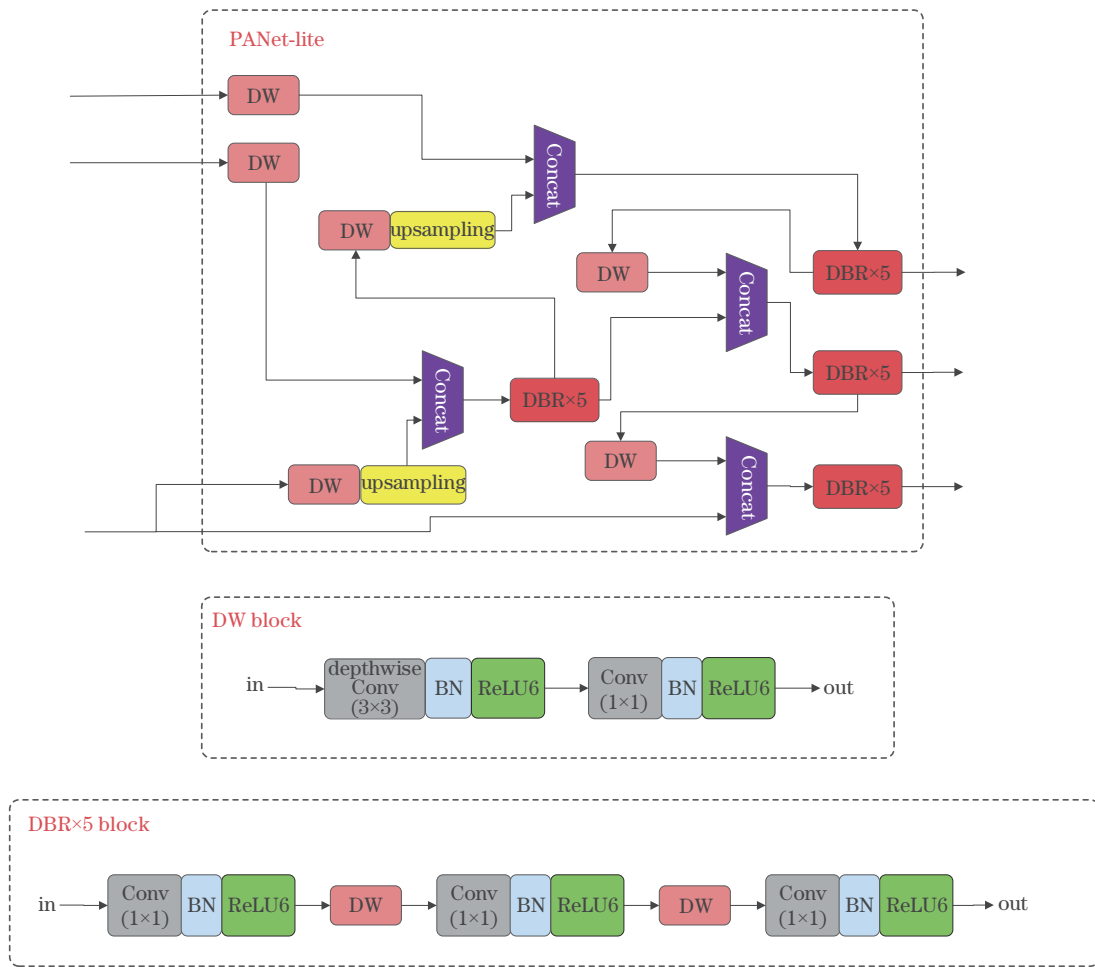 PANet-lite
DW
DW
Concat
DW
upsampling
DW
Concat
DBR×5
Concat
DBR×5
DBR×5
DW
Concat
DW
upsampling
DBR×5
DW block
in
depthwise
Conv
(3×3)
BN
ReLU6
Conv
(1×1)
BN
ReLU6
out
DBR×5 block
in
Conv
(1×1)
BN
ReLU6
DW
Conv
(1×1)
BN
ReLU6
DW
Conv
(1×1)
BN
ReLU6
out